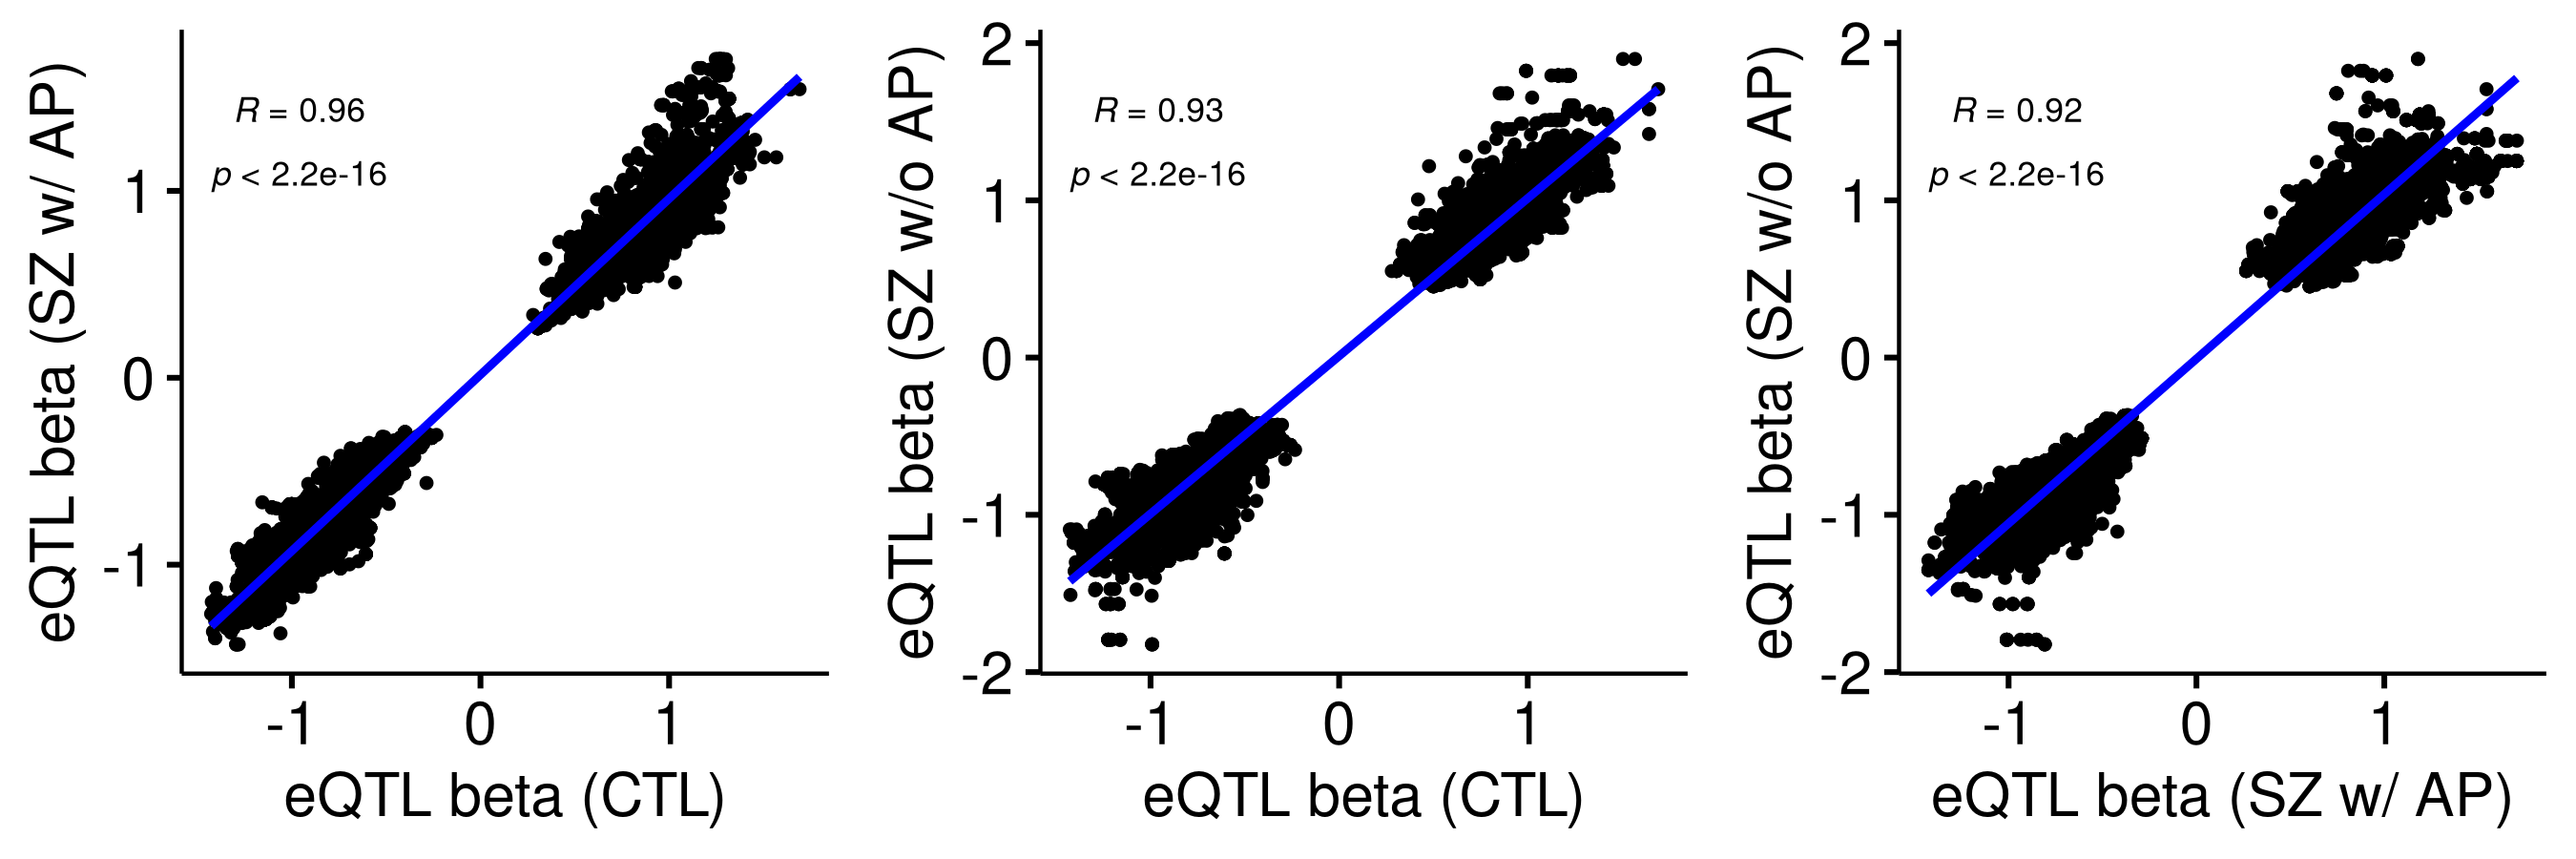 eQTL beta (SZ w/ AP)
1
0
-1
R = 0.96
p < 2.2e-16
-1 0 1
eQTL beta (CTL)
eQTL beta (SZ w/o AP)
2
1
0
-1
-2
R = 0.93
p < 2.2e-16
-1 0 1
eQTL beta (CTL)
eQTL beta (SZ w/o AP)
2
1
0
-1
-2
R = 0.92
p < 2.2e-16
-1 0 1
eQTL beta (SZ w/ AP)